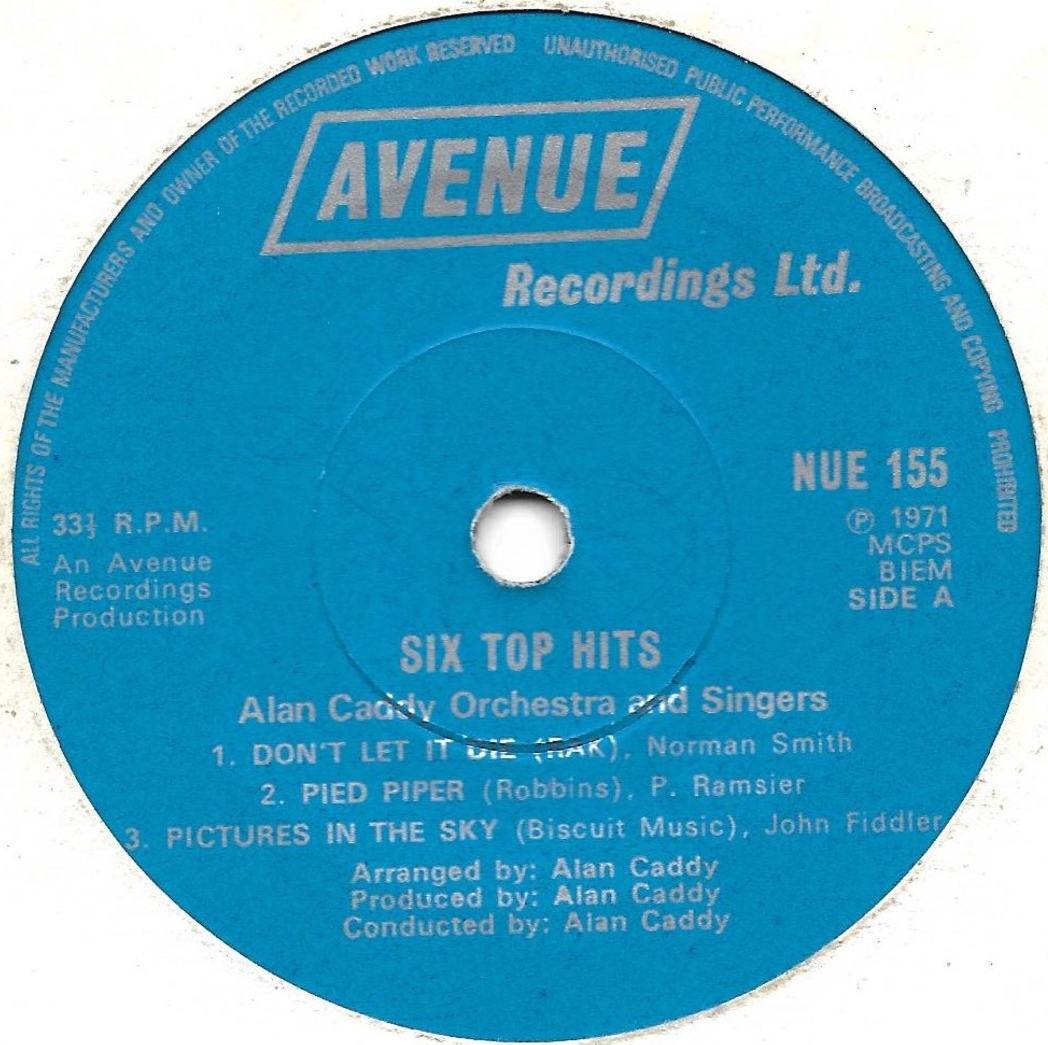 ALL RIGHTS OF THE MANUFACTURERS AND OWNER OF THE RECORDED WORK RESERVED UNAUTHORISED PUBLIC PERFORMANCE BROADCASTING AND COPYING PROHIBITED
AVENUE
Recordings Ltd.
NUE 155
Ⓟ 1971
MCPS
BIEM
SIDE A
33⅓ R.P.M.
An Avenue
Recordings
Production
SIX TOP HITS
Alan Caddy Orchestra and Singers
1. DON'T LET IT DIE (RAK), Norman Smith
2. PIED PIPER (Robbins), P. Ramsier
3. PICTURES IN THE SKY (Biscuit Music), John Fiddler
Arranged by: Alan Caddy
Produced by: Alan Caddy
Conducted by: Alan Caddy